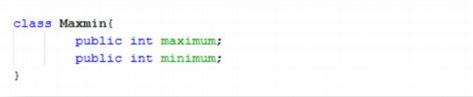 class Maxmin{
public int maximum;
public int minimum;
}